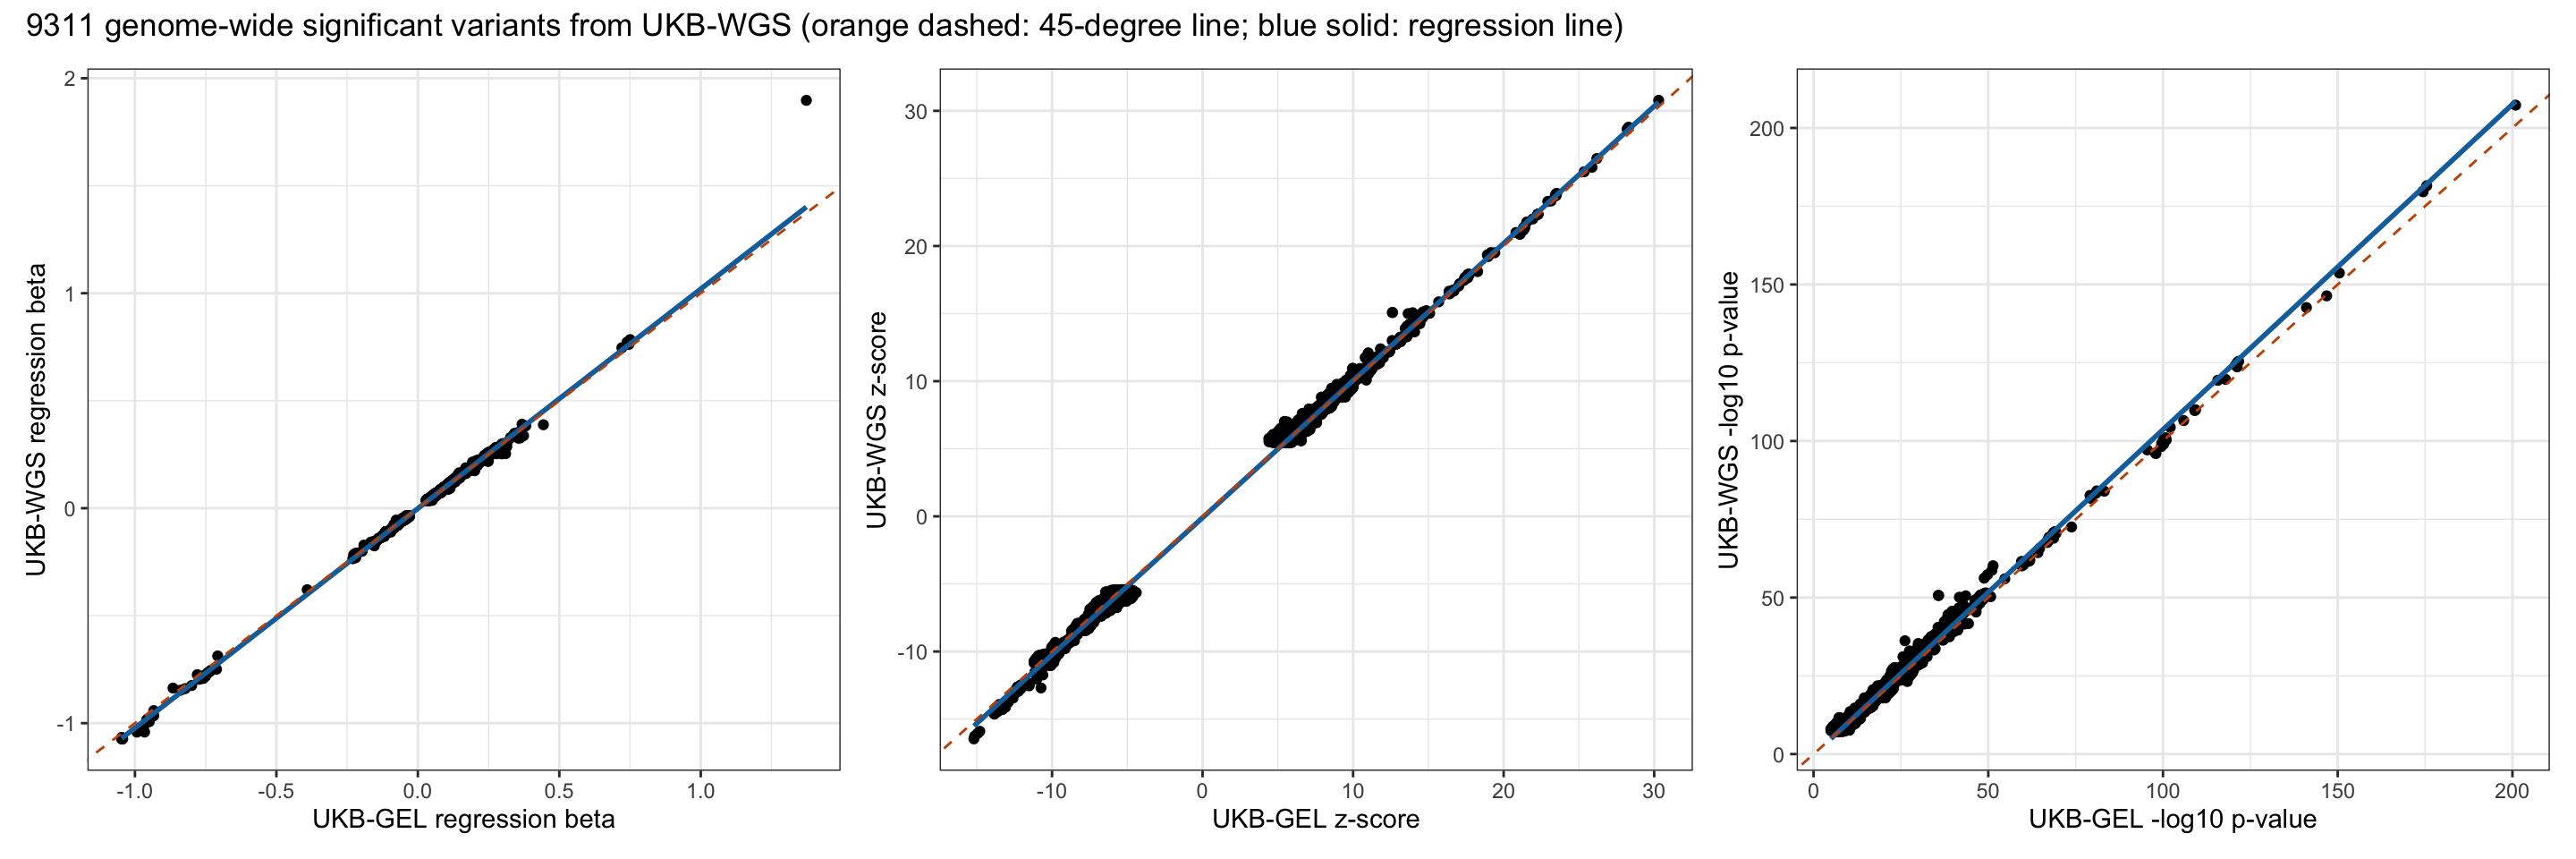 9311 genome-wide significant variants from UKB-WGS (orange dashed: 45-degree line; blue solid: regression line)
UKB-WGS regression beta
2
1
0
-1
-1.0 -0.5 0.0 0.5 1.0
UKB-GEL regression beta
UKB-WGS z-score
30
20
10
0
-10
-10 0 10 20 30
UKB-GEL z-score
UKB-WGS -log10 p-value
200
150
100
50
0
0 50 100 150 200
UKB-GEL -log10 p-value